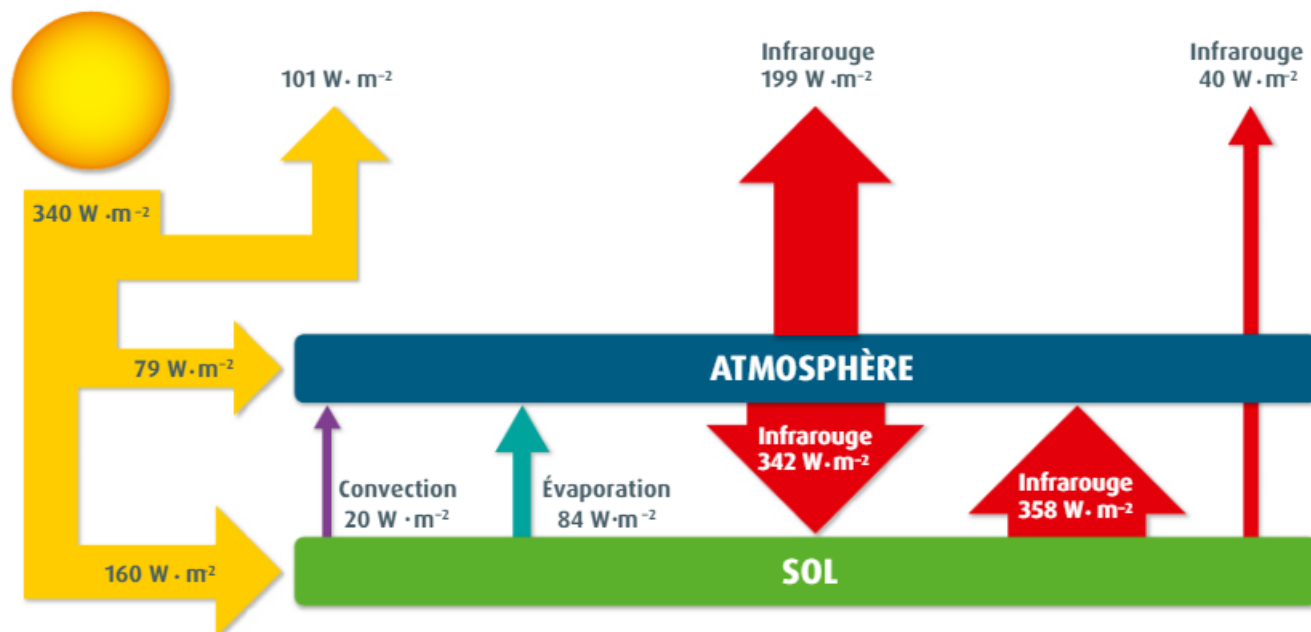 Infrarouge
199 W·m⁻²
Infrarouge
40 W·m⁻²
101 W·m⁻²
340 W·m⁻²
79 W·m⁻²
ATMOSPHÈRE
Infrarouge
342 W·m⁻²
Convection
20 W·m⁻²
Évaporation
84 W·m⁻²
Infrarouge
358 W·m⁻²
160 W·m⁻²
SOL